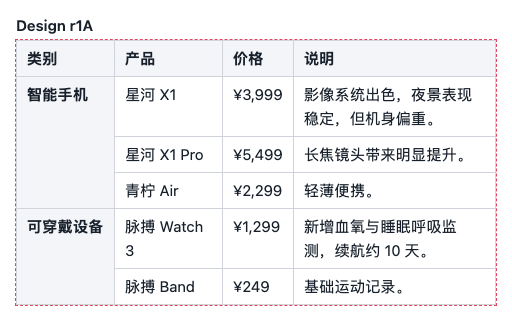 Design r1A
类别 产品 价格 说明
智能手机 星河 X1 ¥3,999 影像系统出色，夜景表现
稳定，但机身偏重。
星河 X1 Pro ¥5,499 长焦镜头带来明显提升。
青柠 Air ¥2,299 轻薄便携。
可穿戴设备 脉搏 Watch ¥1,299 新增血氧与睡眠呼吸监
3 测，续航约 10 天。
脉搏 Band ¥249 基础运动记录。